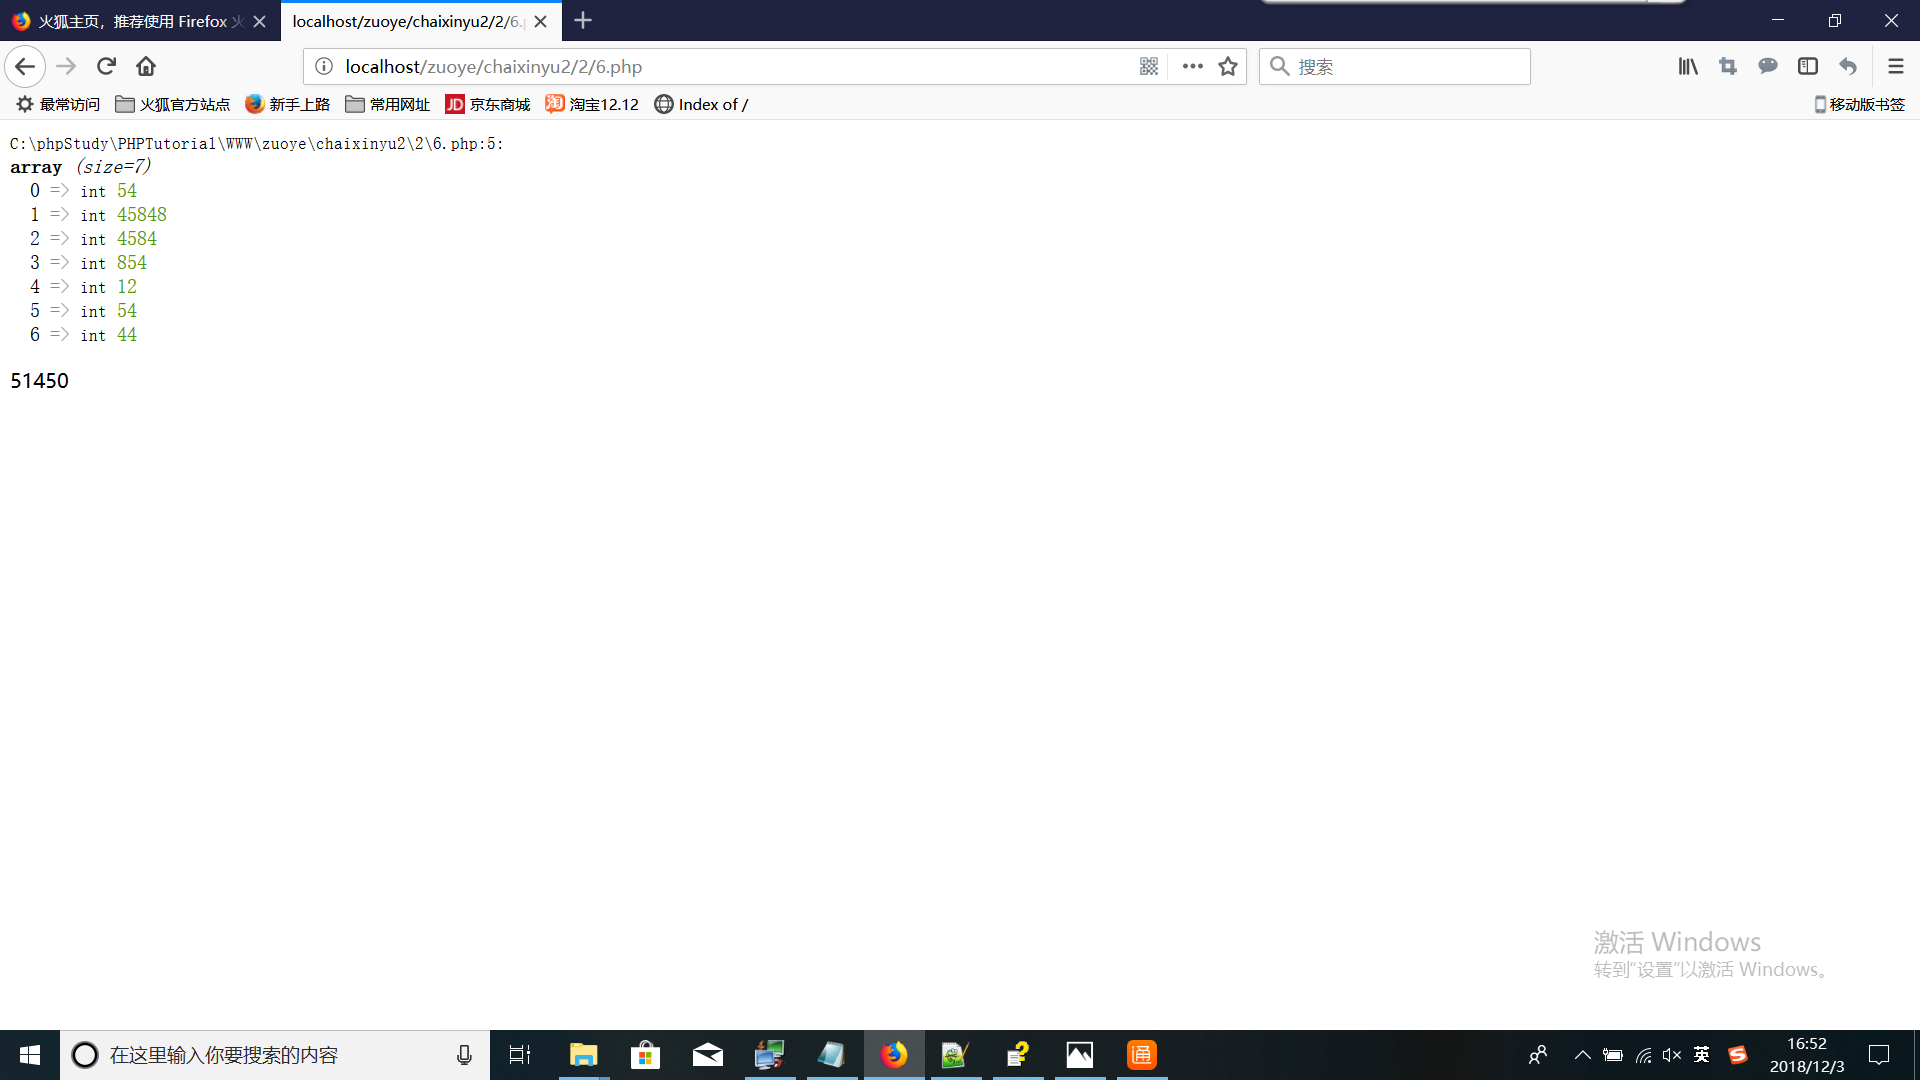 火狐主页，推荐使用 Firefox 火
localhost/zuoye/chaixinyu2/2/6.p
localhost/zuoye/chaixinyu2/2/6.php
搜索
最常访问 火狐官方站点 新手上路 常用网址 JD 京东商城 淘 淘宝12.12 Index of / 移动版书签
C:\phpStudy\PHPTutorial\WWW\zuoye\chaixinyu2\2\6.php:5:
array (size=7)
0 => int 54
1 => int 45848
2 => int 4584
3 => int 854
4 => int 12
5 => int 54
6 => int 44
51450
激活 Windows
转到“设置”以激活 Windows。
在这里输入你要搜索的内容
通
英
S
16:52
2018/12/3